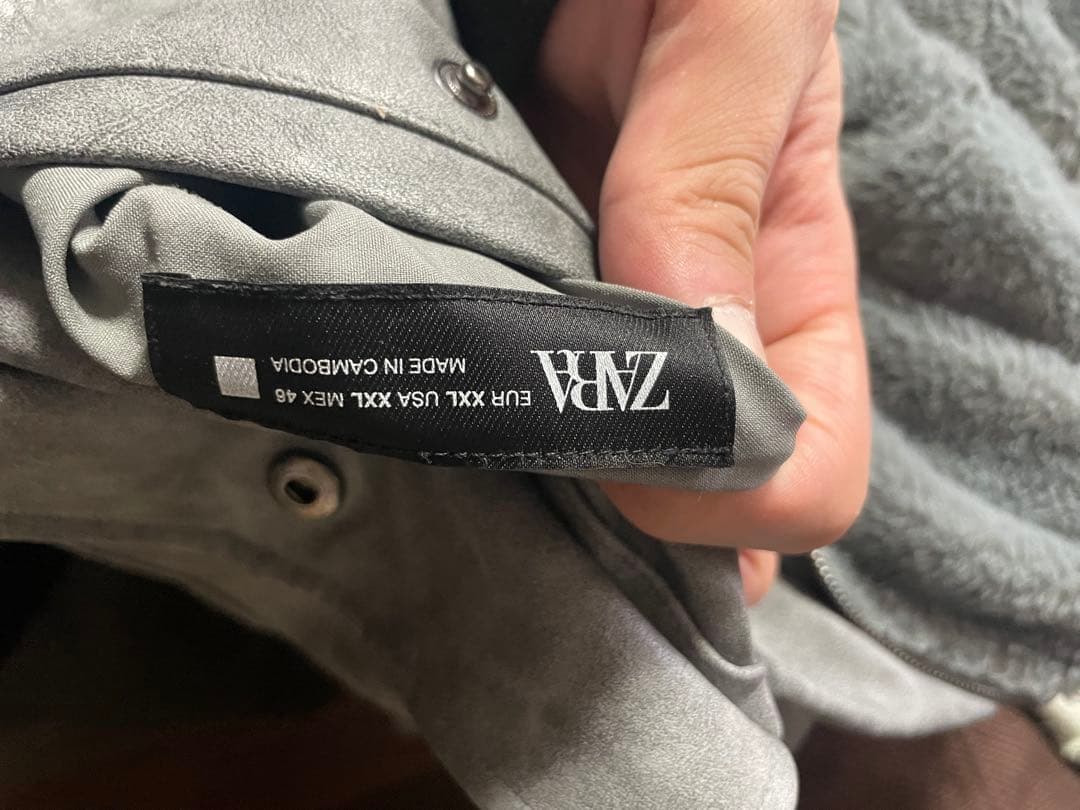 ZARA
EUR XXL USA XXL MEX 46
MADE IN CAMBODIA